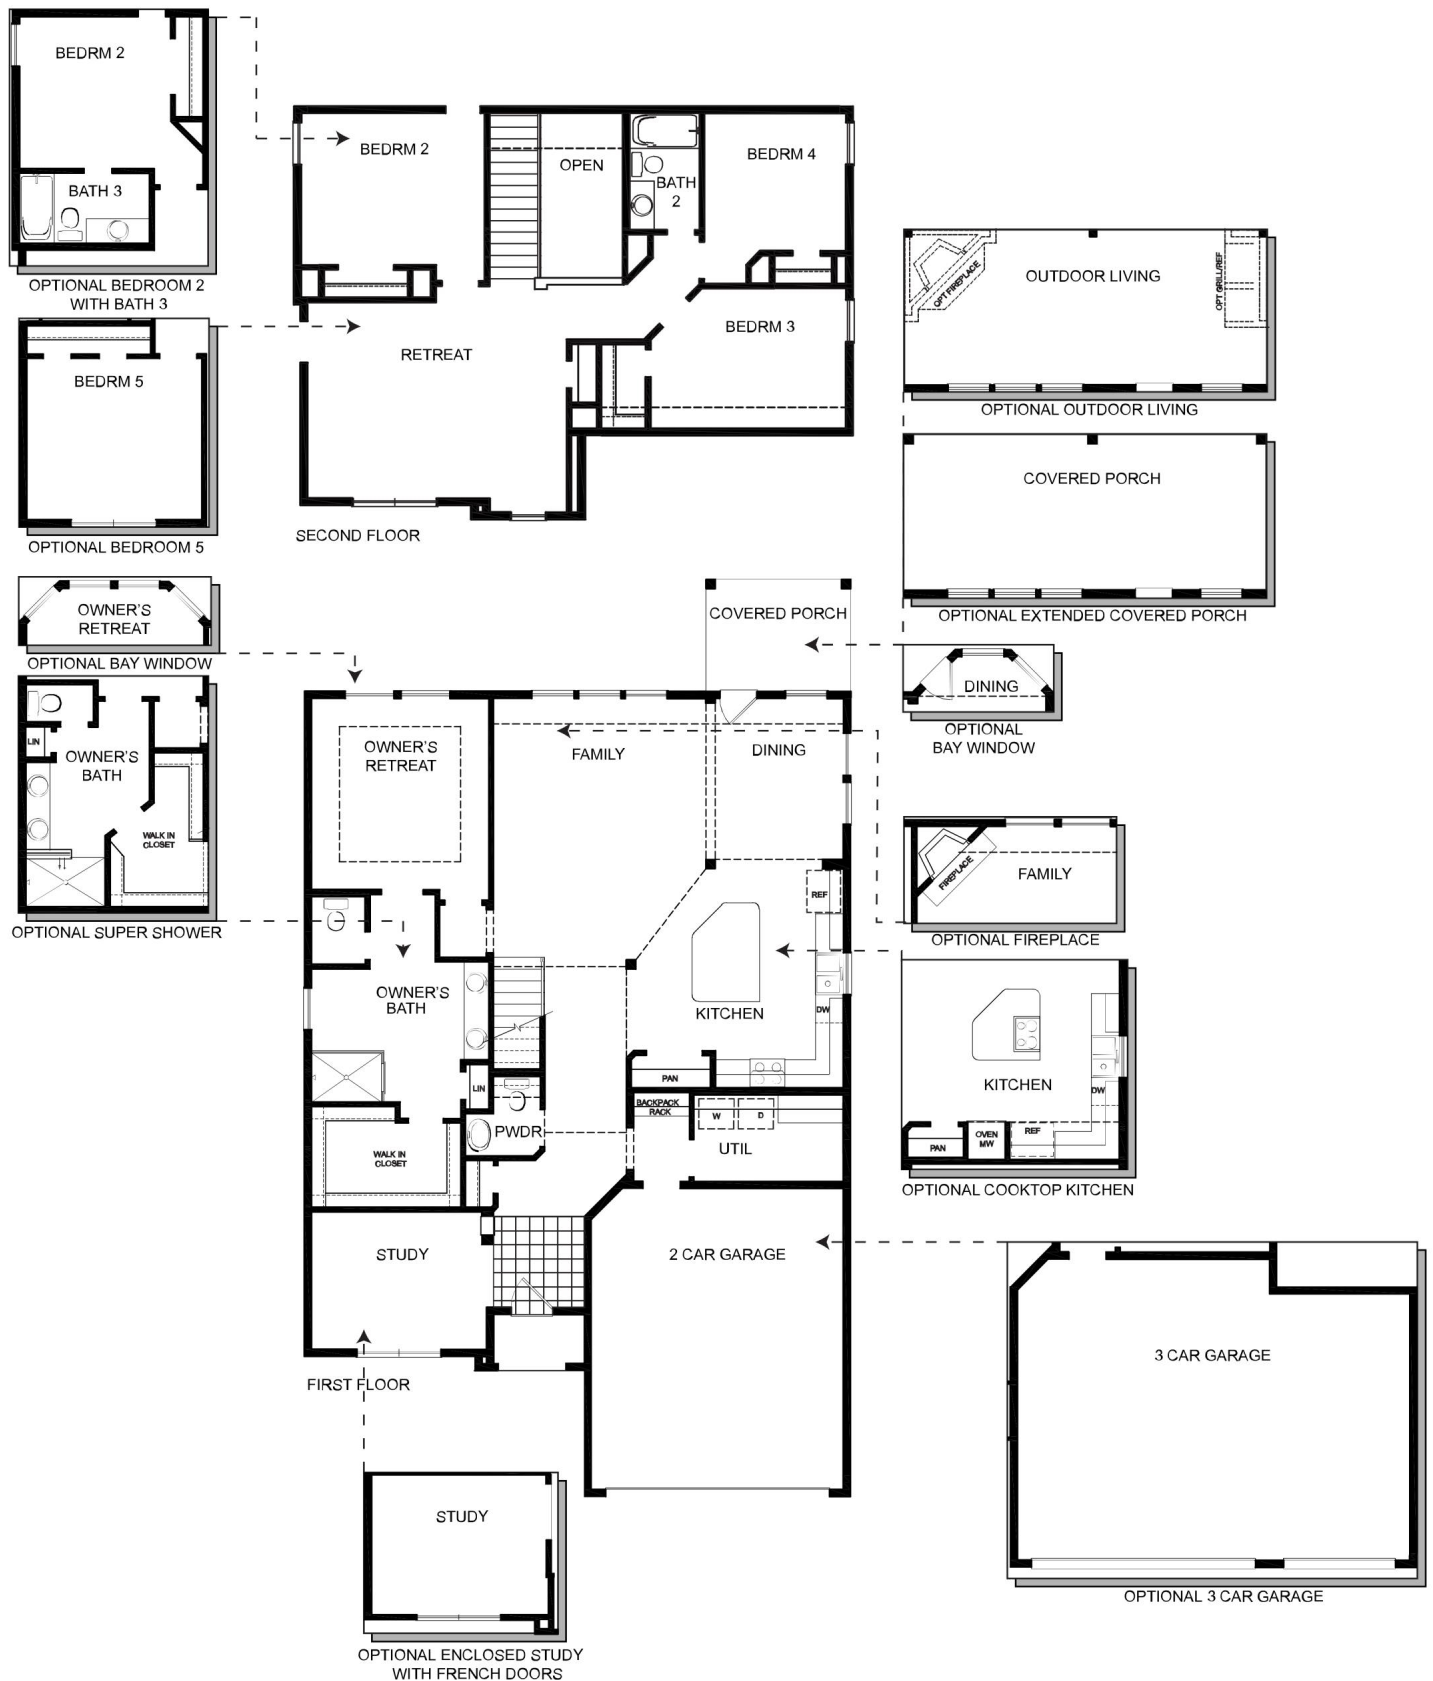 BEDRM 2
BATH 3
OPTIONAL BEDROOM 2
WITH BATH 3
BEDRM 5
OPTIONAL BEDROOM 5
BEDRM 2
OPEN
BATH
2
BEDRM 4
BEDRM 3
RETREAT
SECOND FLOOR
OUTDOOR LIVING
OPT FIREPLACE
OPT GRILL/REF
OPTIONAL OUTDOOR LIVING
COVERED PORCH
OPTIONAL EXTENDED COVERED PORCH
OWNER'S
RETREAT
OPTIONAL BAY WINDOW
LIN
OWNER'S
BATH
WALK IN
CLOSET
OPTIONAL SUPER SHOWER
COVERED PORCH
DINING
OPTIONAL
BAY WINDOW
OWNER'S
RETREAT
FAMILY
DINING
REF
KITCHEN
DW
PAN
OWNER'S
BATH
LIN
PWDR
BACKPACK
RACK
W
D
UTIL
WALK IN
CLOSET
STUDY
2 CAR GARAGE
FIRST FLOOR
FIREPLACE
FAMILY
OPTIONAL FIREPLACE
KITCHEN
DW
PAN
OVEN
MW
REF
OPTIONAL COOKTOP KITCHEN
3 CAR GARAGE
OPTIONAL 3 CAR GARAGE
STUDY
OPTIONAL ENCLOSED STUDY
WITH FRENCH DOORS